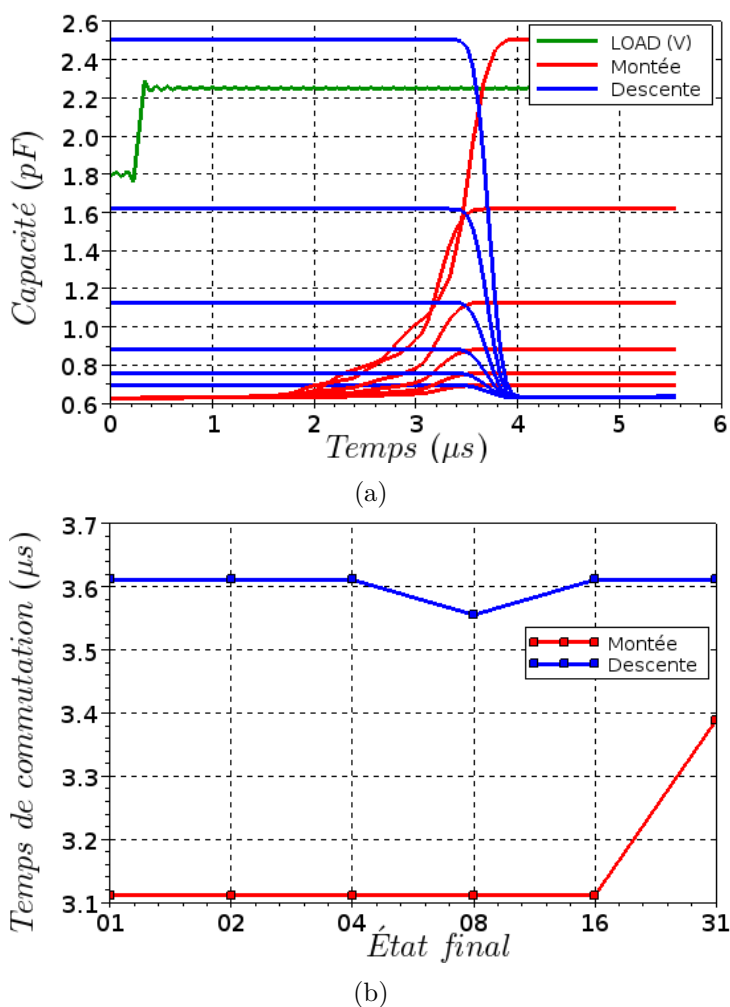 2.6
2.4
2.2
2.0
1.8
1.6
1.4
1.2
1.0
0.8
0.6
Capacité (pF)
LOAD (V)
Montée
Descente
0 1 2 3 4 5 6
Temps (μs)
(a)
3.7
3.6
3.5
3.4
3.3
3.2
3.1
Temps de commutation (μs)
Montée
Descente
01 02 04 08 16 31
État final
(b)